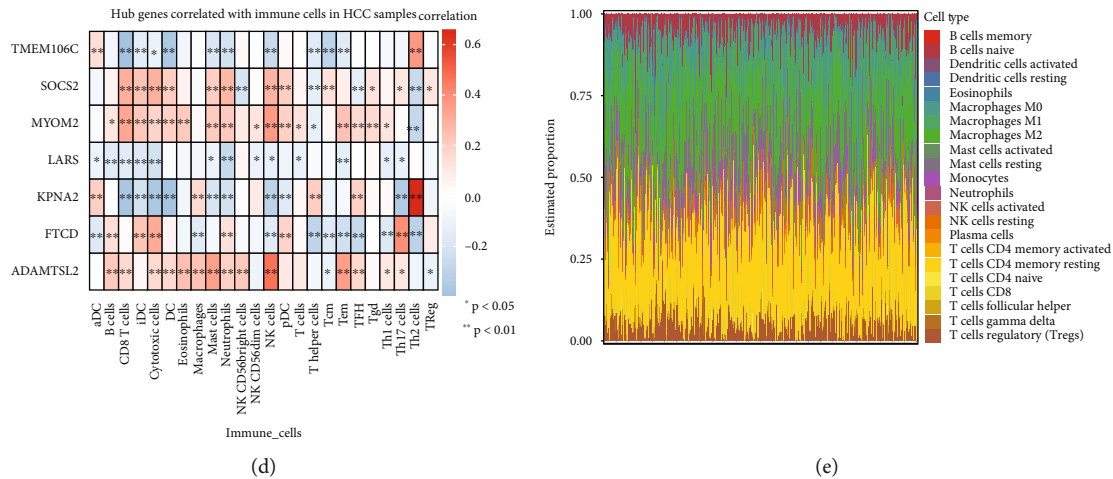 Hub genes correlated with immune cells in HCC samples
correlation
TMEM106C
** ** ** * ** ** ** ** ** ** ** **
SOCS2
MYOM2
LARS
KPNA2
FTCD
ADAMTSL2
0.6
0.4
0.2
0.0
−0.2
* p < 0.05
** p < 0.01
aDC
B cells
CD8 T cells
iDC
Cytotoxic cells
DC
Eosinophils
Macrophages
Mast cells
Neutrophils
NK CD56bright cells
NK CD56dim cells
NK cells
pDC
T cells
T helper cells
Tcm
Tem
TFH
Tgd
Th1 cells
Th17 cells
Th2 cells
TReg
Immune_cells
(d)
Estimated proportion
1.00
0.75
0.50
0.25
0.00
Cell type
B cells memory
B cells naive
Dendritic cells activated
Dendritic cells resting
Eosinophils
Macrophages M0
Macrophages M1
Macrophages M2
Mast cells activated
Mast cells resting
Monocytes
Neutrophils
NK cells activated
NK cells resting
Plasma cells
T cells CD4 memory activated
T cells CD4 memory resting
T cells CD4 naive
T cells CD8
T cells follicular helper
T cells gamma delta
T cells regulatory (Tregs)
(e)